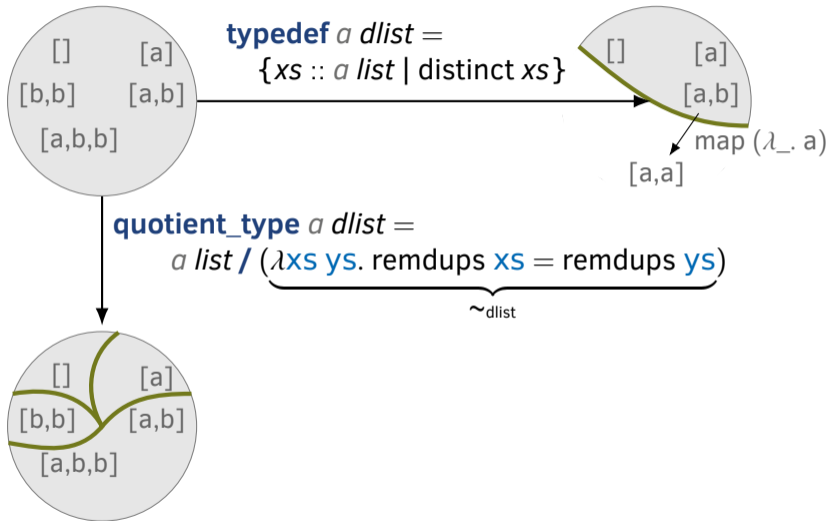 [] [a]
[b,b] [a,b]
[a,b,b]
typedef a dlist =
{xs :: a list | distinct xs}
[] [a]
[a,b]
map (λ_. a)
[a,a]
quotient_type a dlist =
a list / (λxs ys. remdups xs = remdups ys)
~dlist
[] [a]
[b,b] [a,b]
[a,b,b]